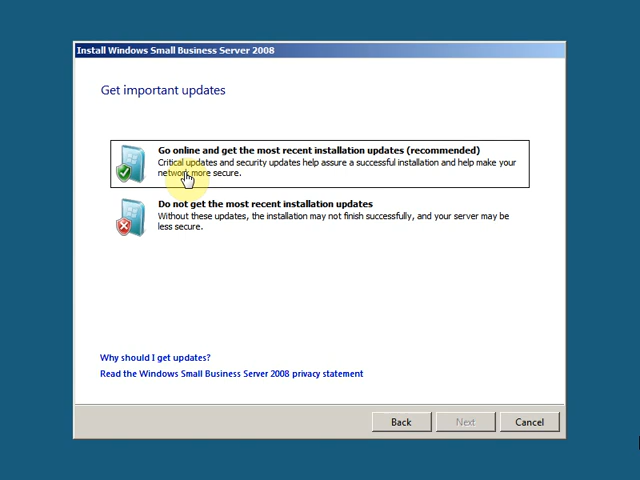 Install Windows Small Business Server 2008
Get important updates
Go online and get the most recent installation updates (recommended)
Critical updates and security updates help assure a successful installation and help make your
network more secure.
Do not get the most recent installation updates
Without these updates, the installation may not finish successfully, and your server may be
less secure.
Why should I get updates?
Read the Windows Small Business Server 2008 privacy statement
Back Next Cancel